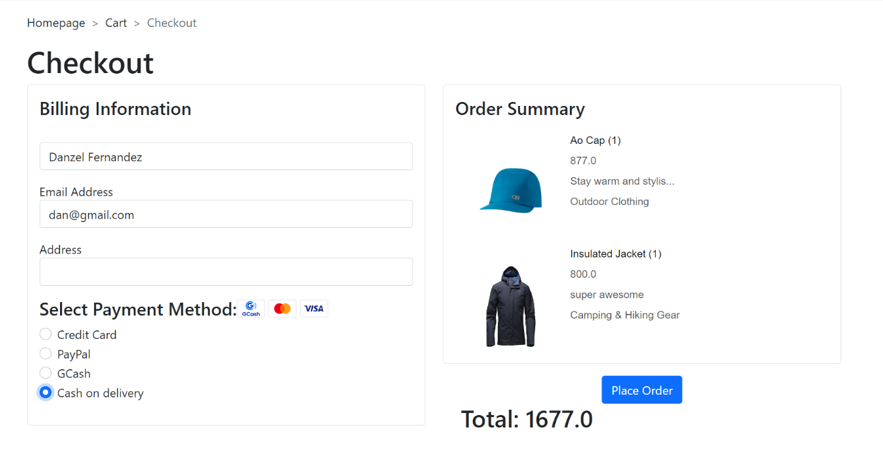 Homepage > Cart > Checkout
Checkout
Billing Information
Danzel Fernandez
Email Address
dan@gmail.com
Address
Select Payment Method: GCash VISA
Credit Card
PayPal
GCash
Cash on delivery
Order Summary
Ao Cap (1)
877.0
Stay warm and stylis...
Outdoor Clothing
Insulated Jacket (1)
800.0
super awesome
Camping & Hiking Gear
Place Order
Total: 1677.0